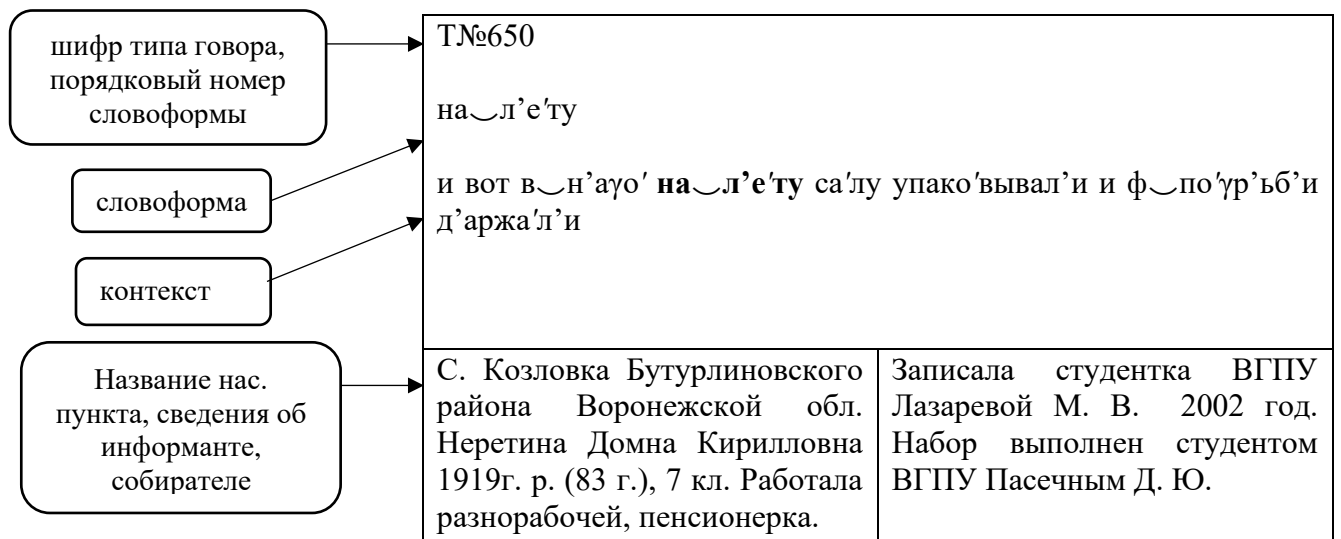 шифр типа говора,
порядковый номер
словоформы
словоформа
контекст
Название нас.
пункта, сведения об
информанте,
собирателе
Т№650
на‿л’е′ту
и вот в‿н’аγо′ на‿л’е′ту са′лу упако′вывал’и и ф‿по′γр’ьб’и
д’аржа′л’и
С. Козловка Бутурлиновского
района Воронежской обл.
Неретина Домна Кирилловна
1919г. р. (83 г.), 7 кл. Работала
разнорабочей, пенсионерка.
Записала студентка ВГПУ
Лазаревой М. В. 2002 год.
Набор выполнен студентом
ВГПУ Пасечным Д. Ю.